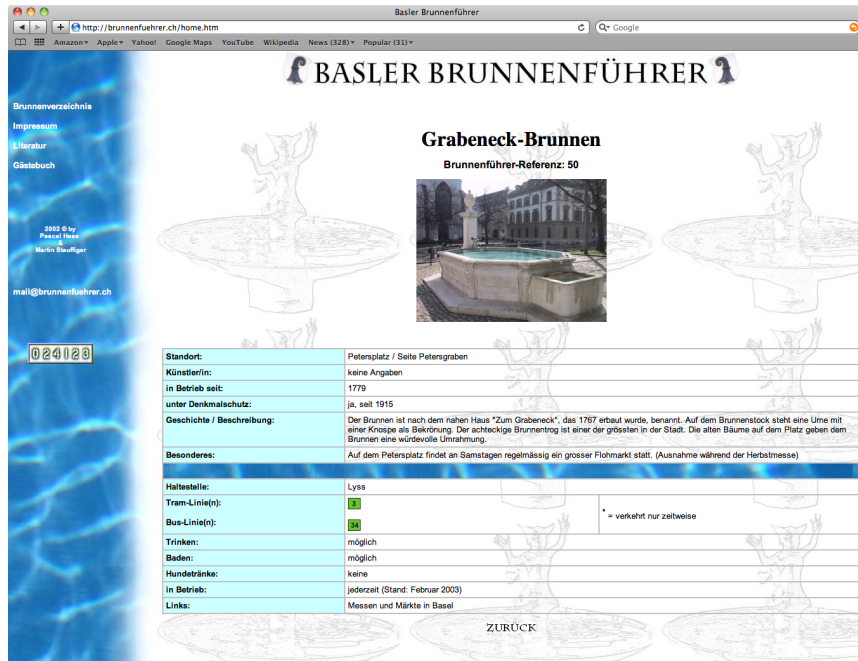 Basler Brunnenführer
http://brunnenfuehrer.ch/home.htm
Google
Amazon Apple Yahoo! Google Maps YouTube Wikipedia News (328) Popular (31)
BASLER BRUNNENFÜHRER
Brunnenverzeichnis
Impressum
Literatur
Gästebuch
2002 © by
Pascal Hess
&
Martin Stauffiger
mail@brunnenfuehrer.ch
024123
Grabeneck-Brunnen
Brunnenführer-Referenz: 50
Standort: Petersplatz / Seite Petersgraben
Künstler/in: keine Angaben
in Betrieb seit: 1779
unter Denkmalschutz: ja, seit 1915
Geschichte / Beschreibung: Der Brunnen ist nach dem nahen Haus "Zum Grabeneck", das 1767 erbaut wurde, benannt. Auf dem Brunnenstock steht eine Urne mit
einer Knospe als Bekrönung. Der achteckige Brunnentrog ist einer der grössten in der Stadt. Die alten Bäume auf dem Platz geben dem
Brunnen eine würdevolle Umrahmung.
Besonderes: Auf dem Petersplatz findet an Samstagen regelmässig ein grosser Flohmarkt statt. (Ausnahme während der Herbstmesse)
Haltestelle: Lyss
Tram-Linie(n): 3
* = verkehrt nur zeitweise
Bus-Linie(n): 34
Trinken: möglich
Baden: möglich
Hundetränke: keine
in Betrieb: jederzeit (Stand: Februar 2003)
Links: Messen und Märkte in Basel
ZURÜCK